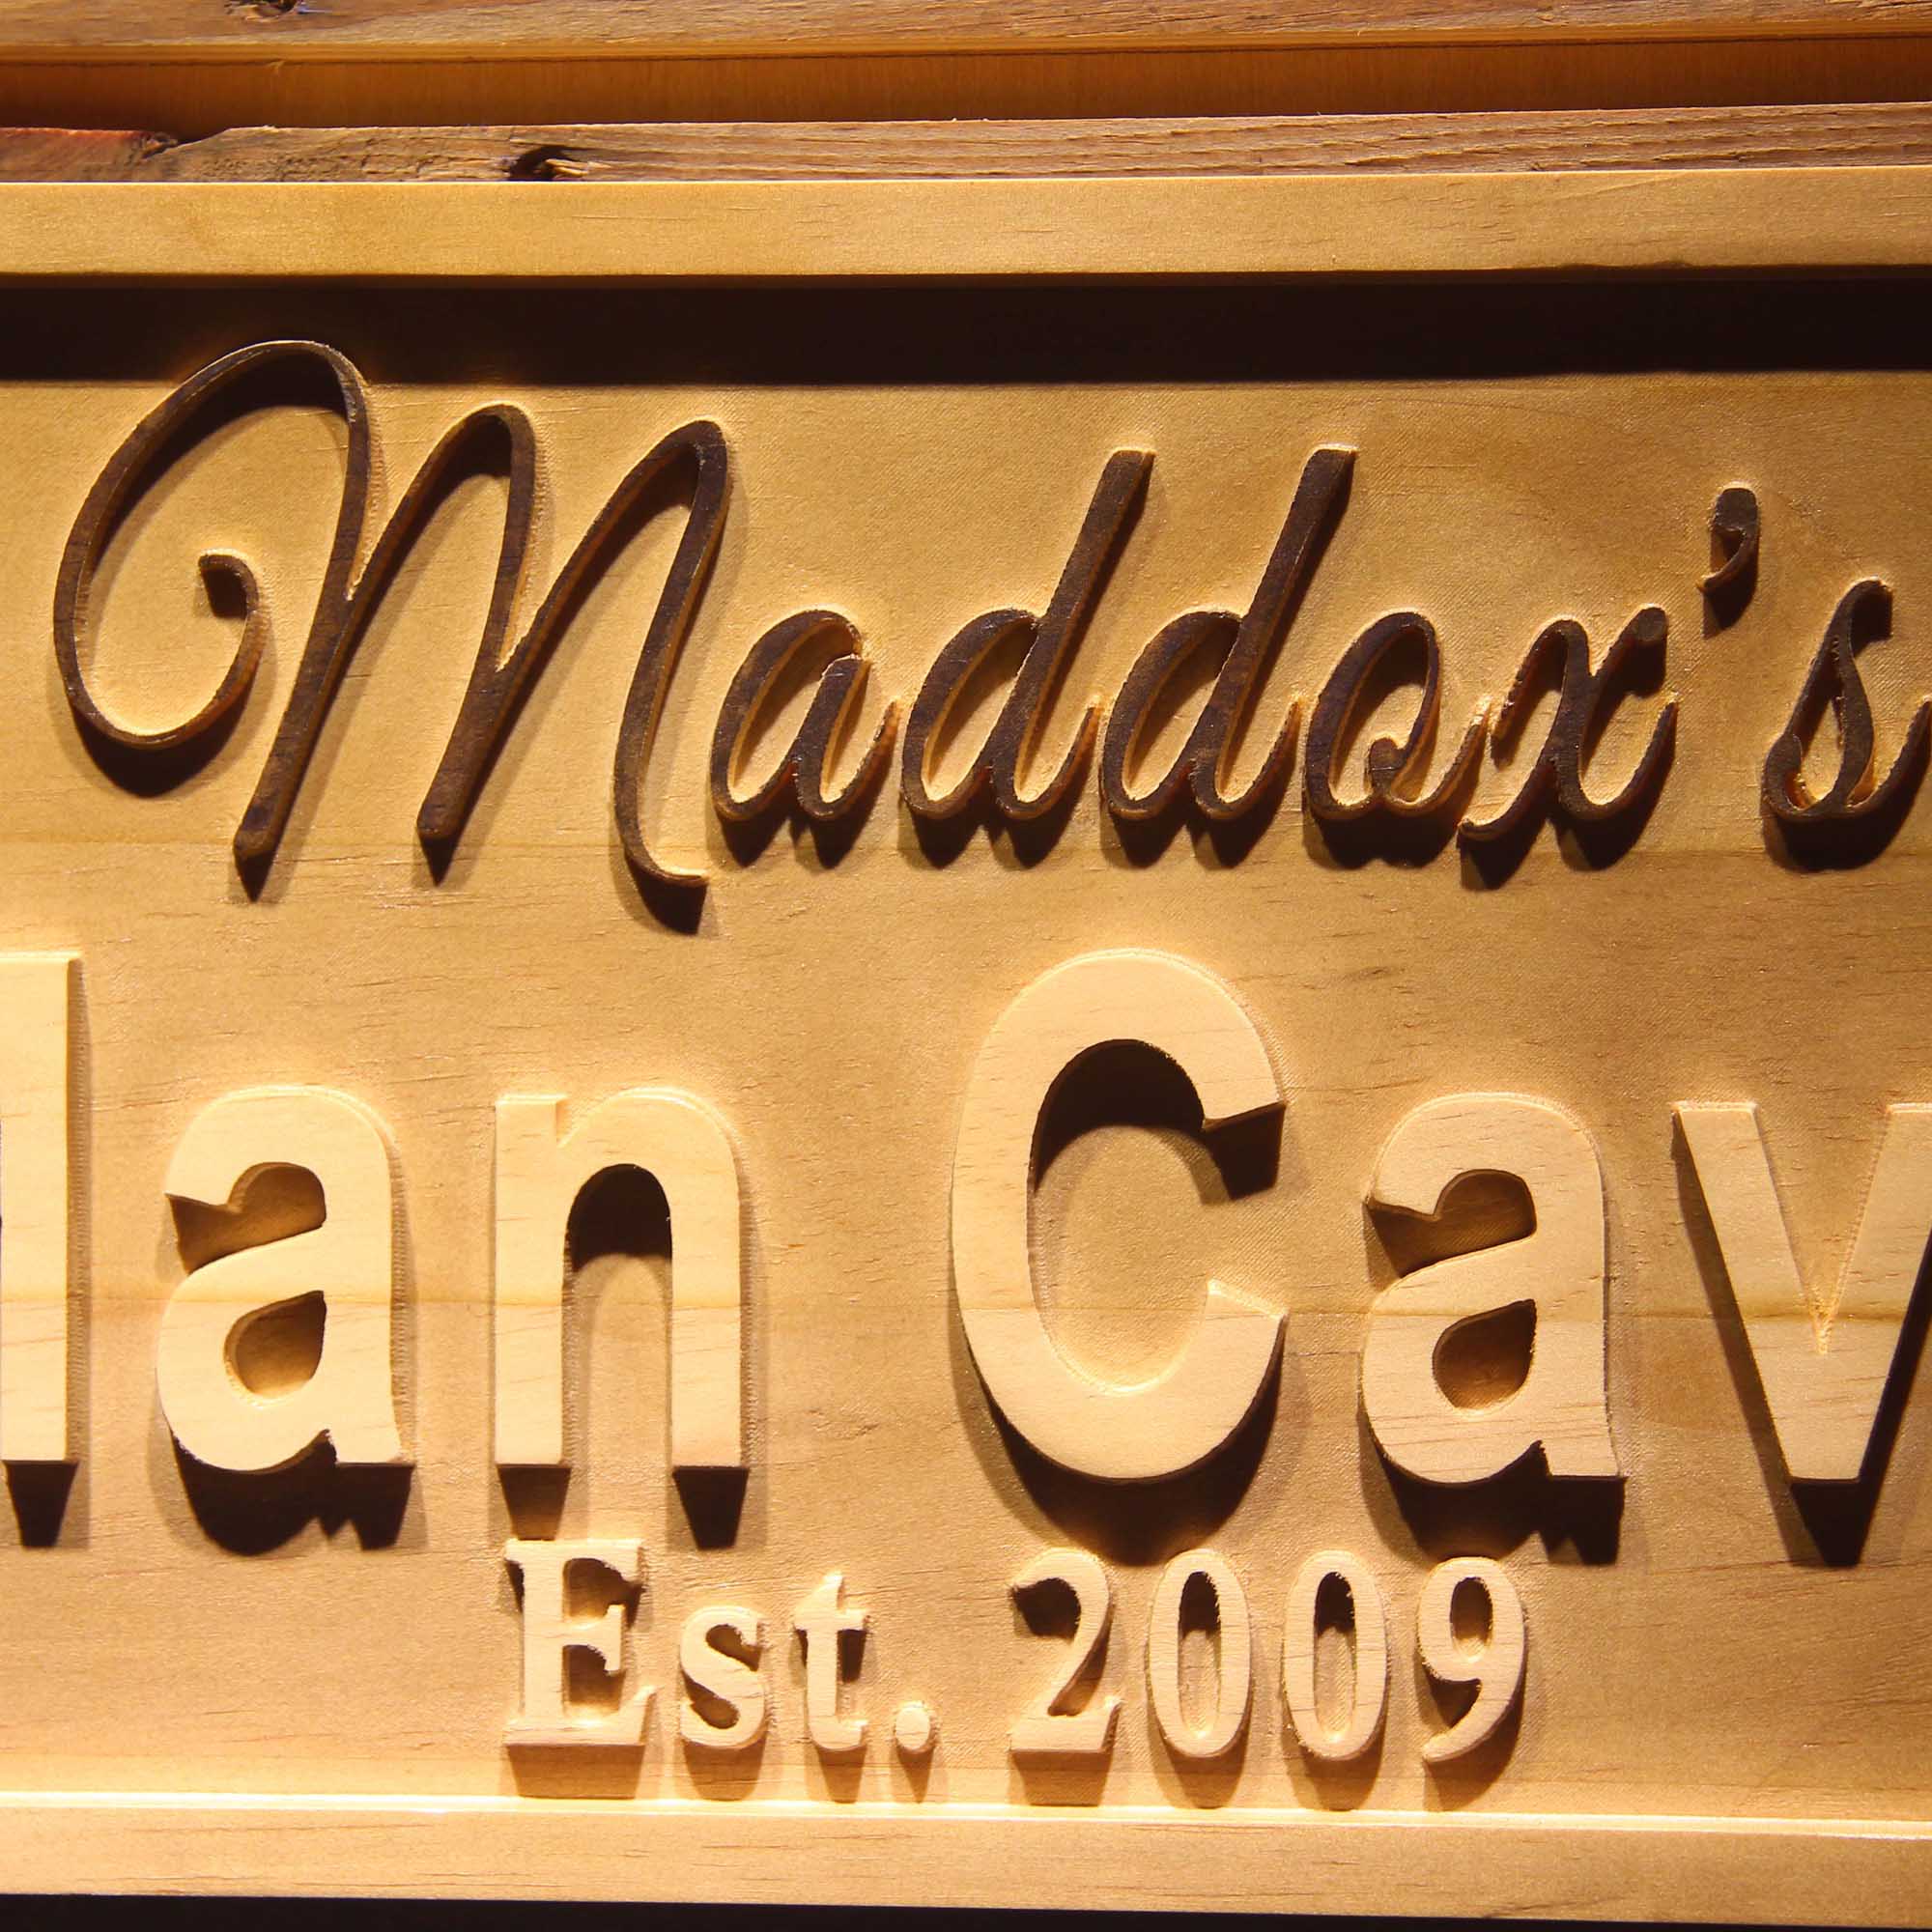 Maddox's
an Cav
Est. 2009